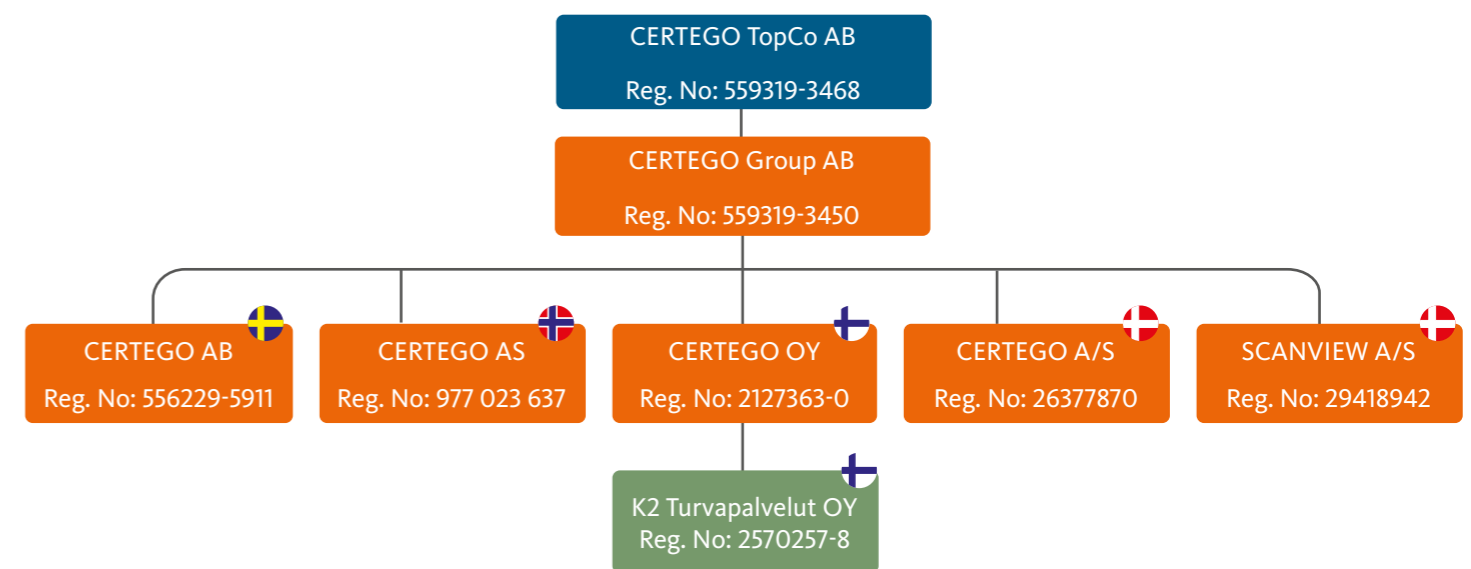 CERTEGO TopCo AB
Reg. No: 559319-3468
CERTEGO Group AB
Reg. No: 559319-3450
CERTEGO AB
Reg. No: 556229-5911
CERTEGO AS
Reg. No: 977 023 637
CERTEGO OY
Reg. No: 2127363-0
CERTEGO A/S
Reg. No: 26377870
SCANVIEW A/S
Reg. No: 29418942
K2 Turvapalvelut OY
Reg. No: 2570257-8